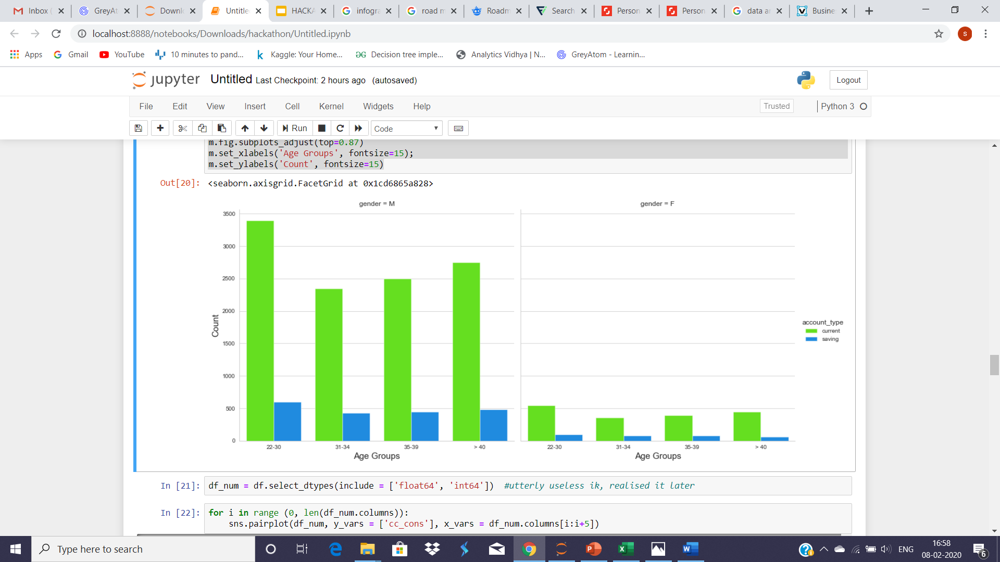 Inbox (
GreyAt
Downl
Untitle
HACKA
infogra
road m
Roadm
Search
Person
Person
data an
Busine
localhost:8888/notebooks/Downloads/hackathon/Untitled.ipynb
S
Apps
Gmail
YouTube
10 minutes to pand...
Kaggle: Your Home...
Decision tree imple...
Analytics Vidhya | N...
GreyAtom - Learnin...
jupyter Untitled Last Checkpoint: 2 hours ago (autosaved)
Logout
File Edit View Insert Cell Kernel Widgets Help
Trusted
Python 3
Run
Code
m.fig.subplots_adjust(top=0.87)
m.set_xlabels('Age Groups', fontsize=15);
m.set_ylabels('Count', fontsize=15)
Out[20]: <seaborn.axisgrid.FacetGrid at 0x1cd6865a828>
gender = M
gender = F
3500
3000
2500
2000
1500
1000
500
0
Count
22-30 31-34 35-39 > 40
Age Groups
22-30 31-34 35-39 > 40
Age Groups
account_type
current
saving
In [21]: df_num = df.select_dtypes(include = ['float64', 'int64']) #utterly useless ik, realised it later
In [22]: for i in range (0, len(df_num.columns)):
sns.pairplot(df_num, y_vars = ['cc_cons'], x_vars = df_num.columns[i:i+5])
Type here to search
ENG
16:58
08-02-2020
6